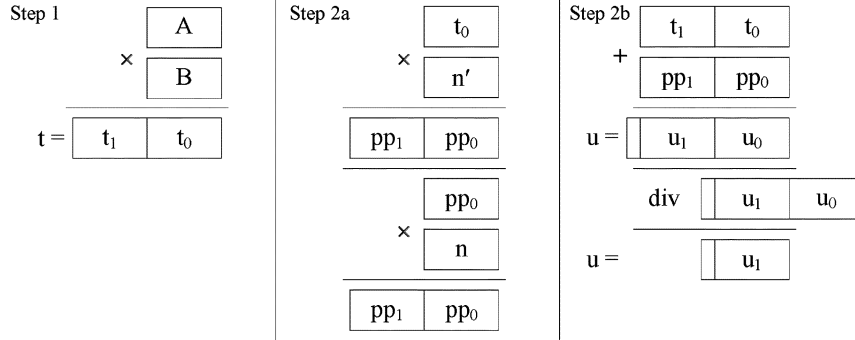 Step 1
A
×
B
t = t₁ t₀
Step 2a
t₀
×
n′
pp₁ pp₀
pp₀
×
n
pp₁ pp₀
Step 2b
t₁ t₀
+
pp₁ pp₀
u = u₁ u₀
div u₁ u₀
u = u₁